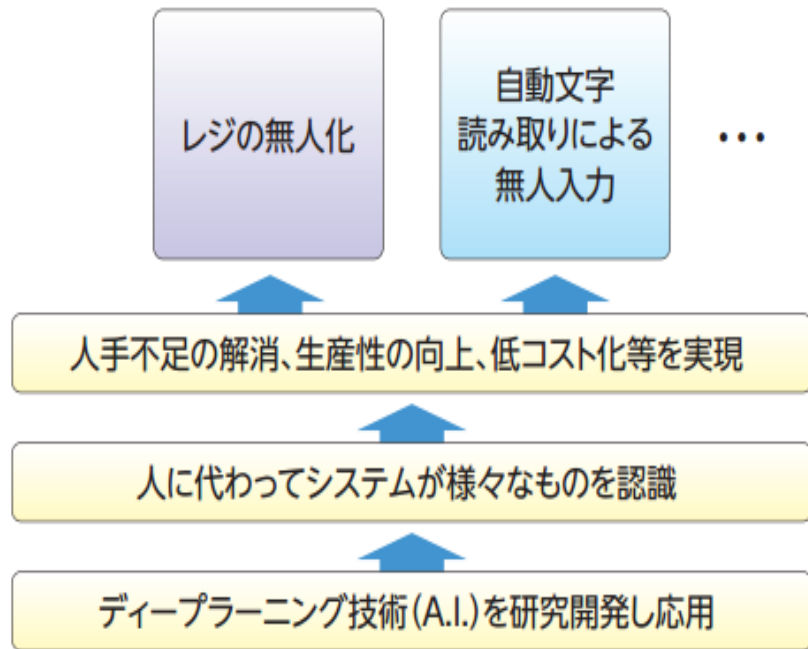 レジの無人化
自動文字
読み取りによる
無人入力
･･･
人手不足の解消、生産性の向上、低コスト化等を実現
人に代わってシステムが様々なものを認識
ディープラーニング技術(A.I.)を研究開発し応用